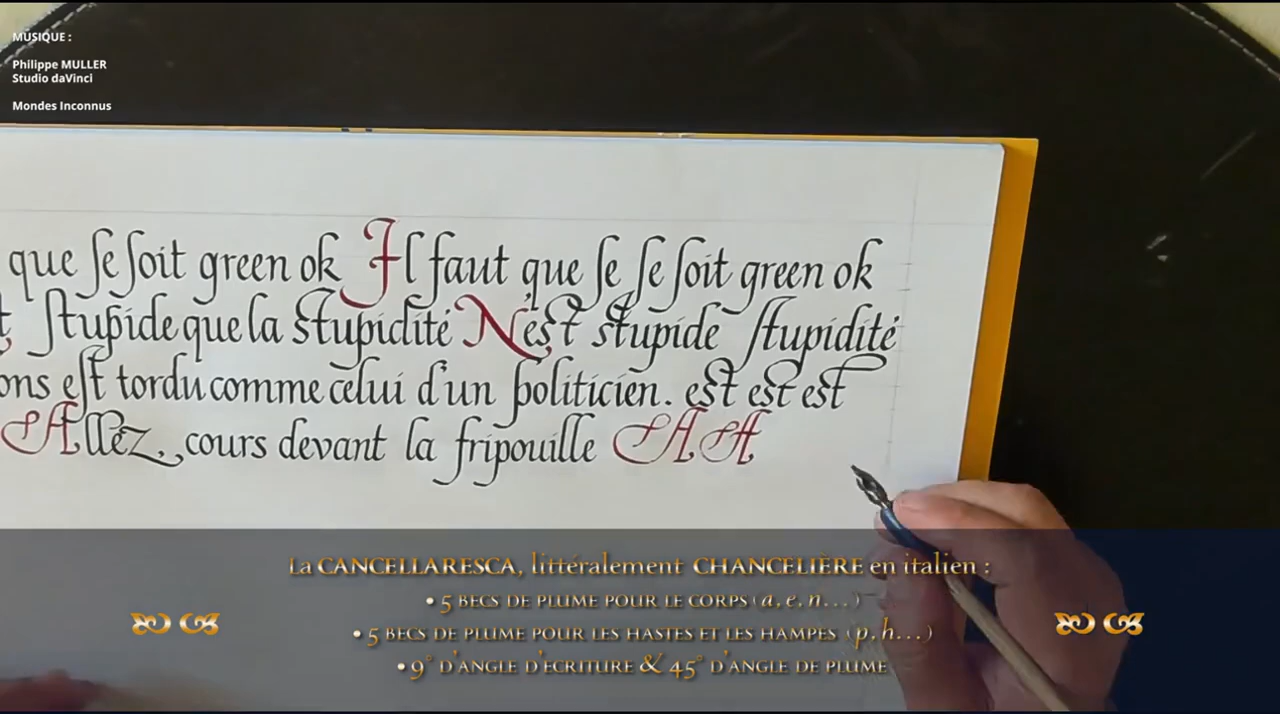 MUSIQUE :
Philippe MULLER
Studio daVinci
Mondes Inconnus
que se soit green ok Il faut que se se soit green ok
stupide que la stupidité N'est stupide stupidité
ons est tordu comme celui d'un politicien. est est est
A Allez, cours devant la fripouille A A
La CANCELLARESCA, littéralement CHANCELIÈRE en italien :
• 5 BECS DE PLUME POUR LE CORPS (a, e, n...)
• 5 BECS DE PLUME POUR LES HASTES ET LES HAMPES (p, h...)
• 9° D'ANGLE D'ECRITURE & 45° D'ANGLE DE PLUME